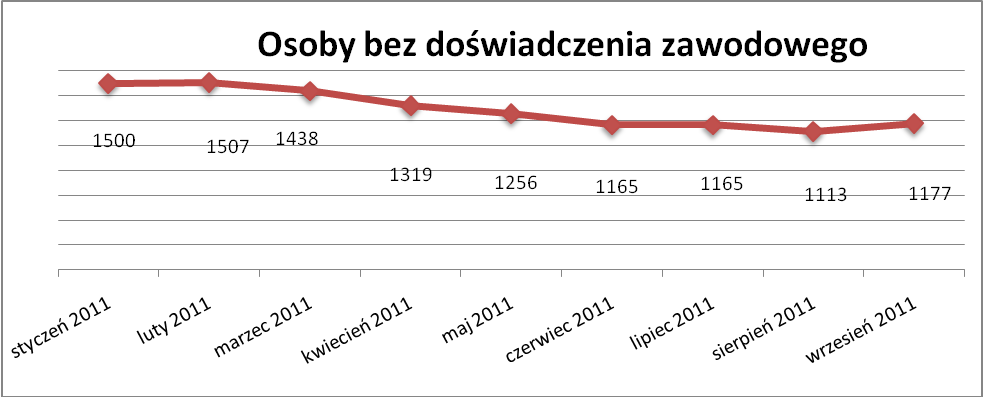 Osoby bez doświadczenia zawodowego
1500
1507
1438
1319
1256
1165
1165
1113
1177
styczeń 2011
luty 2011
marzec 2011
kwiecień 2011
maj 2011
czerwiec 2011
lipiec 2011
sierpień 2011
wrzesień 2011